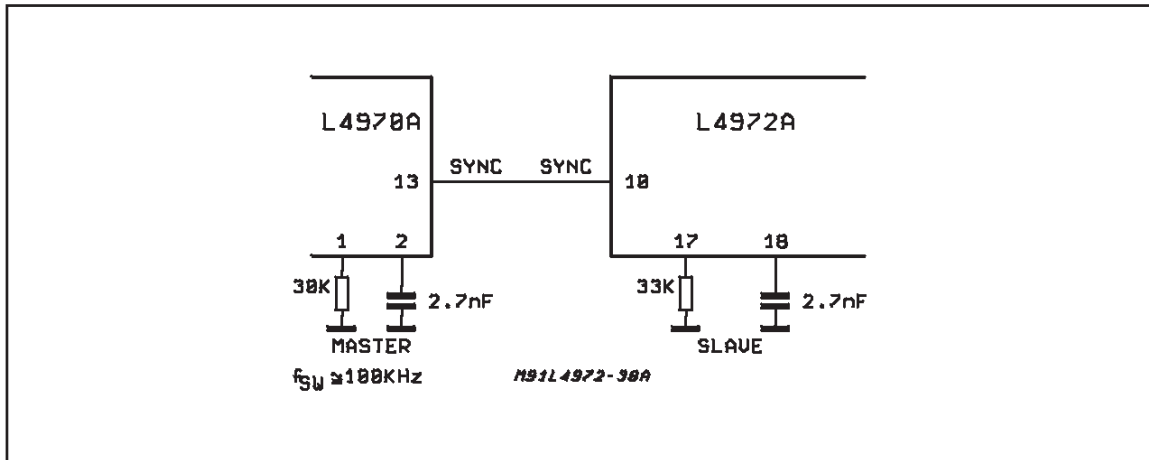 L4970A
L4972A
SYNC SYNC
13
10
1 2
17 18
30K
2.7nF
33K
2.7nF
MASTER
SLAVE
fSW ≅100KHz
M91L4972-30A